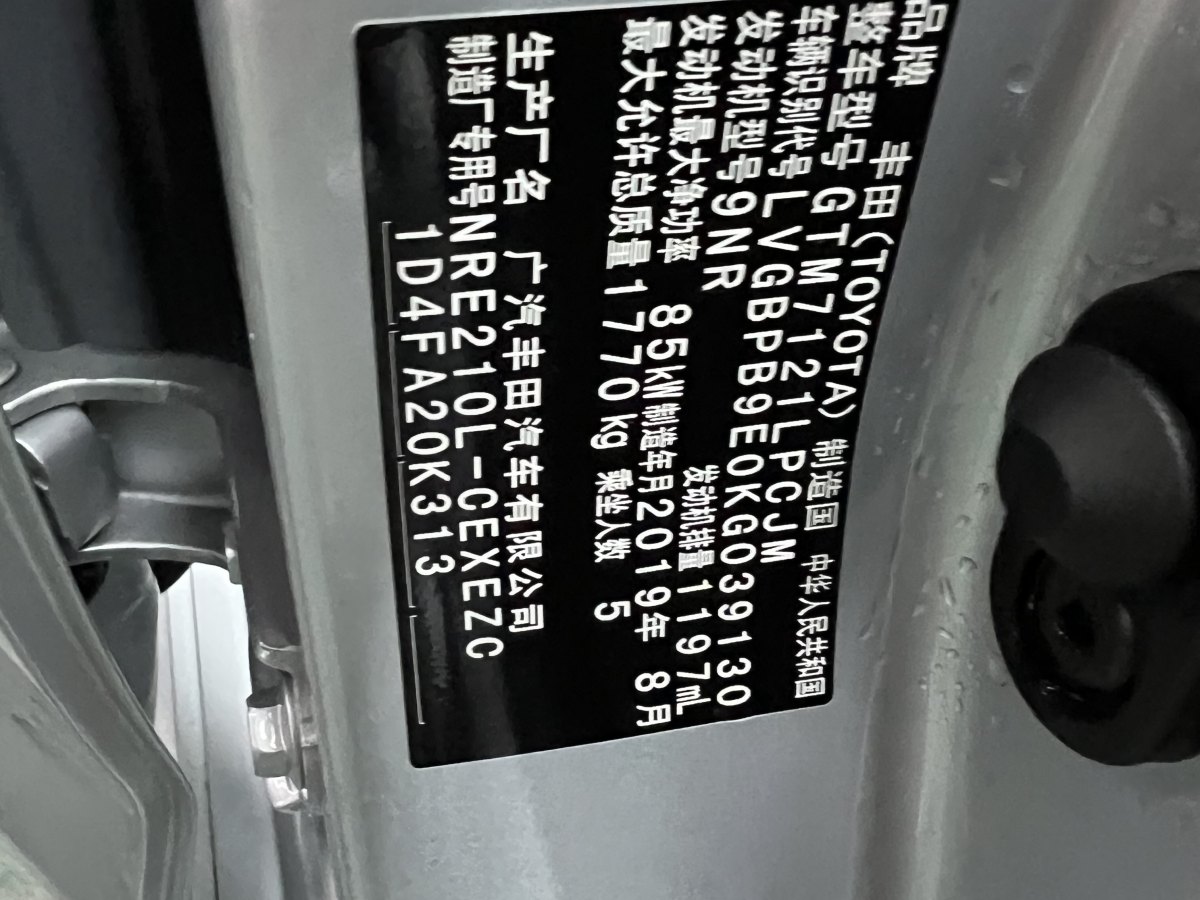 品牌 丰田(TOYOTA) 制造国 中华人民共和国
整车型号 GTM7121LPCJM
车辆识别代号 LVGBPB9E0KG039130
发动机型号 9NR 发动机排量 1197mL
发动机最大净功率 85kW 制造年月 2019年 8月
最大允许总质量 1770kg 乘坐人数 5
生产厂名 广汽丰田汽车有限公司
制造厂专用号 NRE210L-CEXEZC
1D4FA20K313